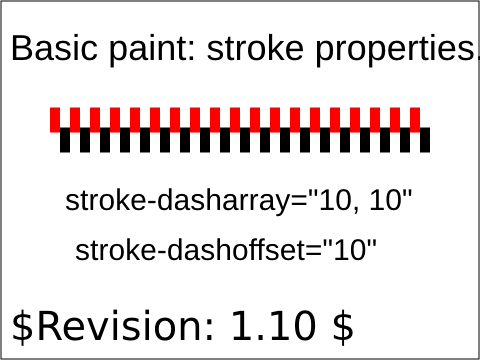 Basic paint: stroke properties.
stroke-dasharray="10, 10"
stroke-dashoffset="10"
$Revision: 1.10 $